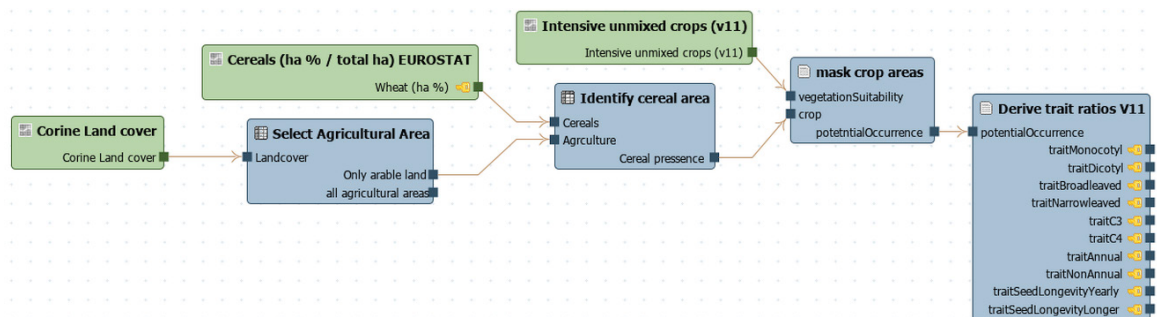 Intensive unmixed crops (v11)
Intensive unmixed crops (v11)
Cereals (ha % / total ha) EUROSTAT
Wheat (ha %)
Corine Land cover
Corine Land cover
Select Agricultural Area
Landcover
Only arable land
all agricultural areas
Identify cereal area
Cereals
Agrculture
Cereal pressence
mask crop areas
vegetationSuitability
crop
potetntialOccurrence
Derive trait ratios V11
potentialOccurrence
traitMonocotyl
traitDicotyl
traitBroadleaved
traitNarrowleaved
traitC3
traitC4
traitAnnual
traitNonAnnual
traitSeedLongevityYearly
traitSeedLongevityLonger